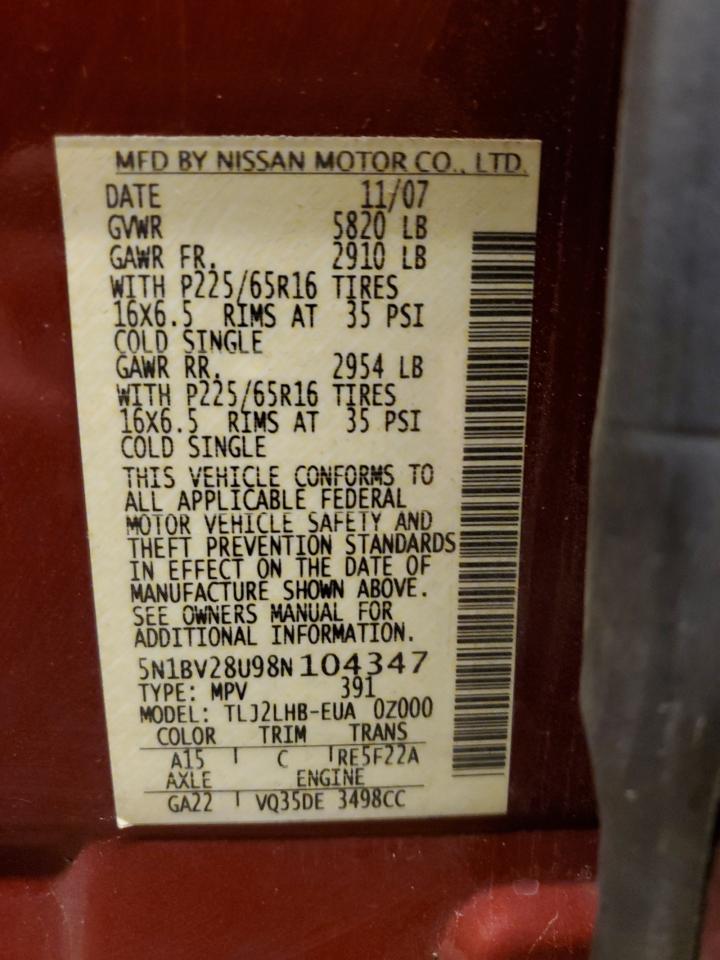 MFD BY NISSAN MOTOR CO., LTD.
DATE 11/07
GVWR 5820 LB
GAWR FR. 2910 LB
WITH P225/65R16 TIRES
16X6.5 RIMS AT 35 PSI
COLD SINGLE
GAWR RR. 2954 LB
WITH P225/65R16 TIRES
16X6.5 RIMS AT 35 PSI
COLD SINGLE
THIS VEHICLE CONFORMS TO
ALL APPLICABLE FEDERAL
MOTOR VEHICLE SAFETY AND
THEFT PREVENTION STANDARDS
IN EFFECT ON THE DATE OF
MANUFACTURE SHOWN ABOVE.
SEE OWNERS MANUAL FOR
ADDITIONAL INFORMATION.
5N1BV28U98N 104347
TYPE: MPV 391
MODEL: TLJ2LHB-EUA 0Z000
COLOR TRIM TRANS
A15 C RE5F22A
AXLE ENGINE
GA22 VQ35DE 3498CC